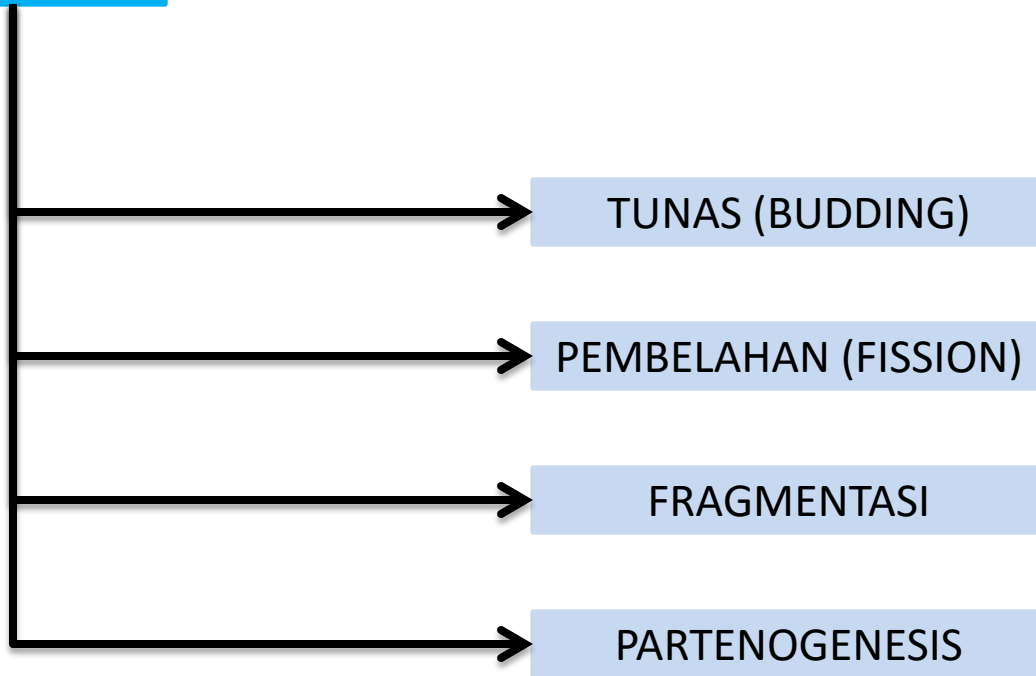 TUNAS (BUDDING)
PEMBELAHAN (FISSION)
FRAGMENTASI
PARTENOGENESIS